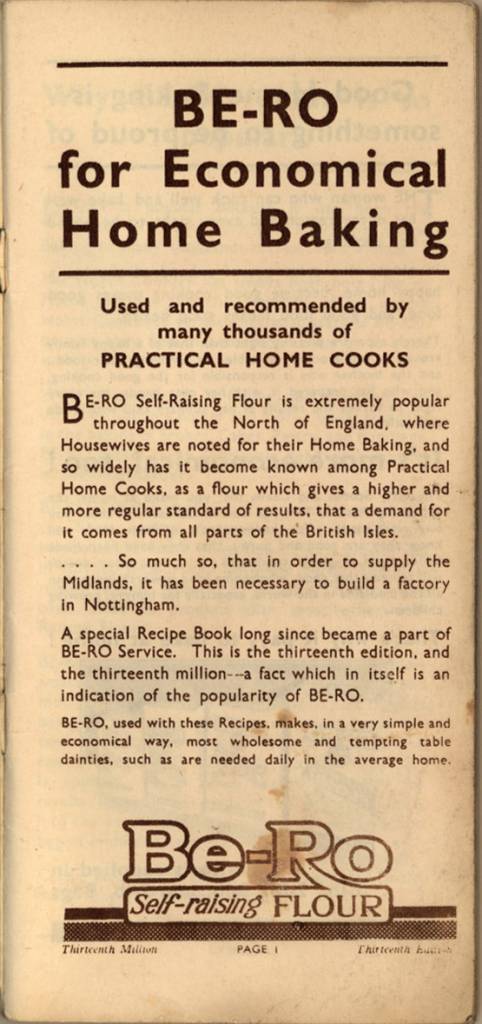 BE-RO
for Economical
Home Baking
Used and recommended by
many thousands of
PRACTICAL HOME COOKS
BE-RO Self-Raising Flour is extremely popular
throughout the North of England, where
Housewives are noted for their Home Baking, and
so widely has it become known among Practical
Home Cooks, as a flour which gives a higher and
more regular standard of results, that a demand for
it comes from all parts of the British Isles.
. . . . So much so, that in order to supply the
Midlands, it has been necessary to build a factory
in Nottingham.
A special Recipe Book long since became a part of
BE-RO Service. This is the thirteenth edition, and
the thirteenth million---a fact which in itself is an
indication of the popularity of BE-RO.
BE-RO, used with these Recipes, makes, in a very simple and
economical way, most wholesome and tempting table
dainties, such as are needed daily in the average home.
Be-Ro
Self-raising FLOUR
Thirteenth Million PAGE 1 Thirteenth